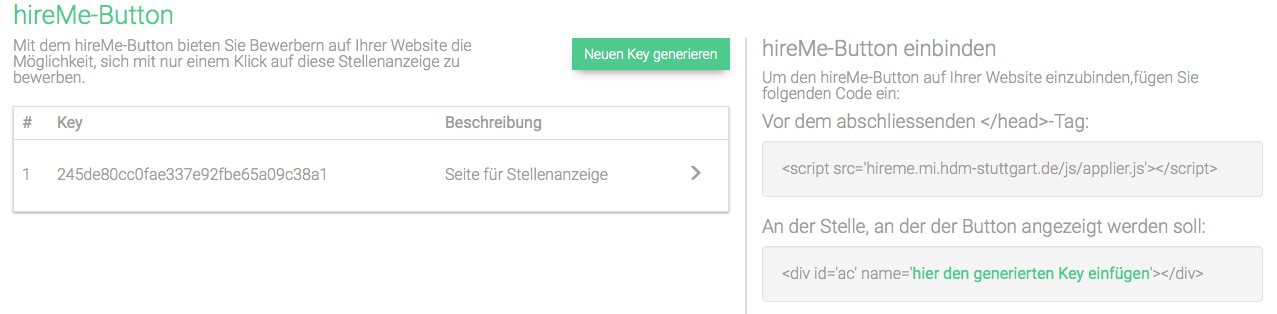 hireMe-Button
Mit dem hireMe-Button bieten Sie Bewerbern auf Ihrer Website die
Möglichkeit, sich mit nur einem Klick auf diese Stellenanzeige zu
bewerben.
Neuen Key generieren
# Key Beschreibung
1 245de80cc0fae337e92fbe65a09c38a1 Seite für Stellenanzeige
hireMe-Button einbinden
Um den hireMe-Button auf Ihrer Website einzubinden,fügen Sie
folgenden Code ein:
Vor dem abschliessenden </head>-Tag:
<script src='hireme.mi.hdm-stuttgart.de/js/applier.js'></script>
An der Stelle, an der der Button angezeigt werden soll:
<div id='ac' name='hier den generierten Key einfügen'></div>